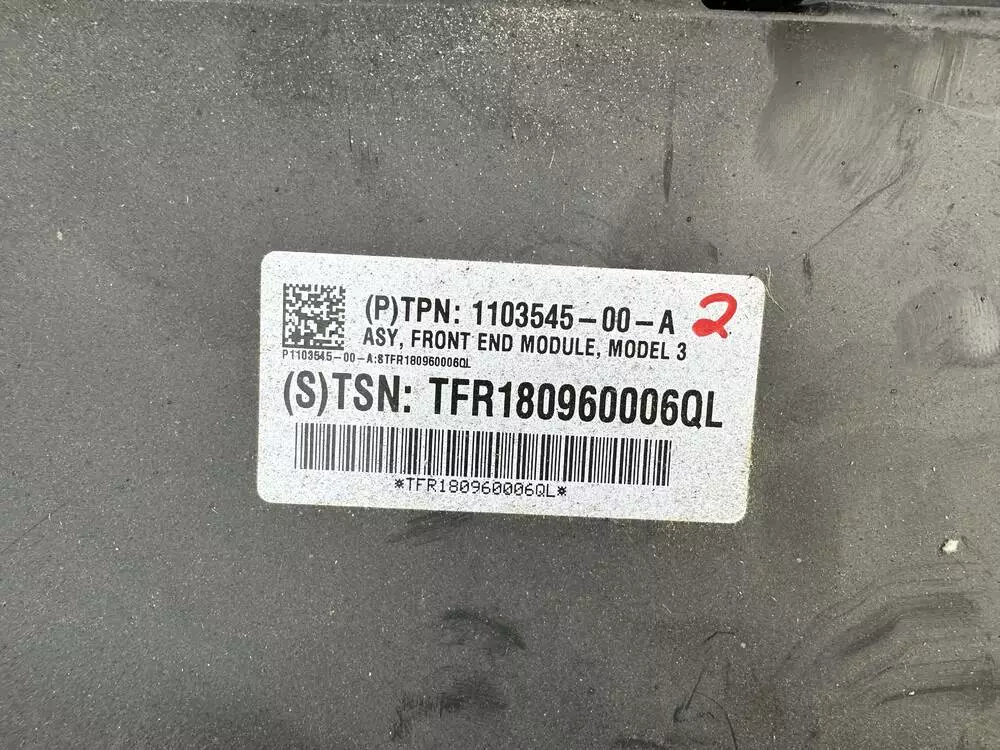 (P)TPN: 1103545-00-A 2
ASY, FRONT END MODULE, MODEL 3
P1103545-00-A:STFR180960006QL
(S)TSN: TFR180960006QL
*TFR180960006QL*